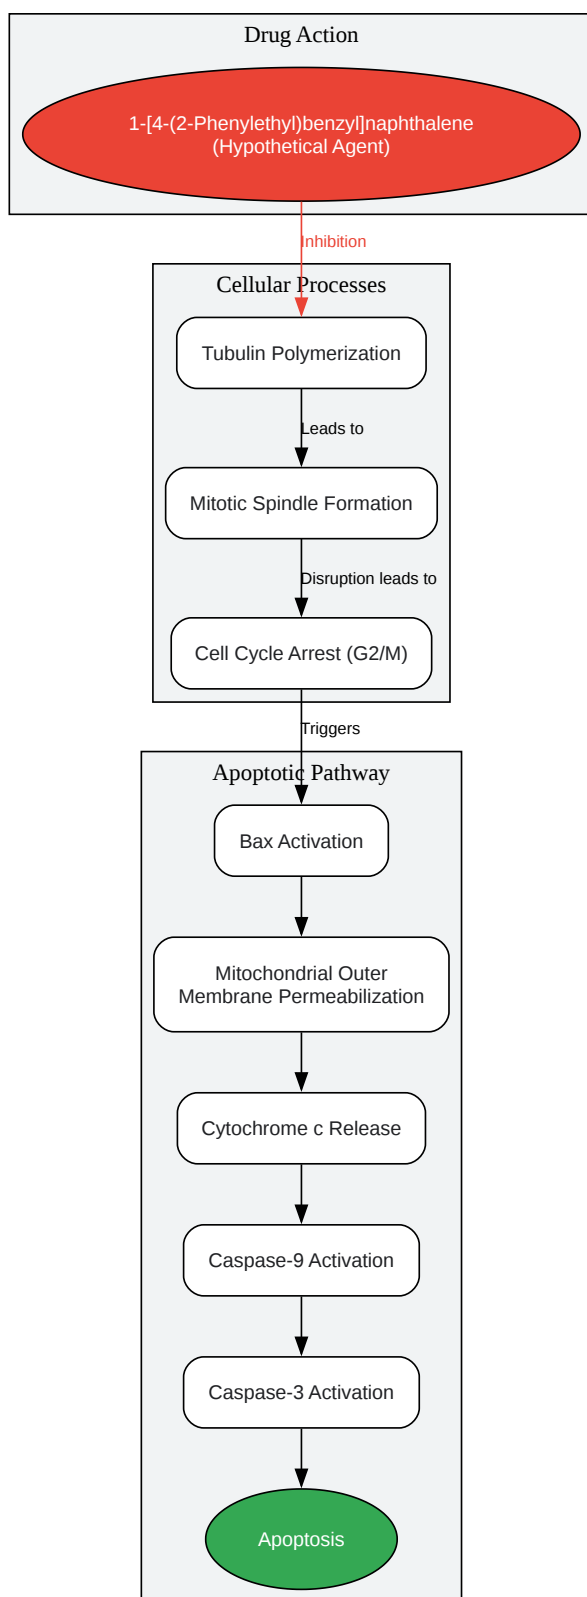 Drug Action
1-[4-(2-Phenylethyl)benzyl]naphthalene
(Hypothetical Agent)
Inhibition
Cellular Processes
Tubulin Polymerization
Leads to
Mitotic Spindle Formation
Disruption leads to
Cell Cycle Arrest (G2/M)
Triggers
Apoptotic Pathway
Bax Activation
Mitochondrial Outer
Membrane Permeabilization
Cytochrome c Release
Caspase-9 Activation
Caspase-3 Activation
Apoptosis